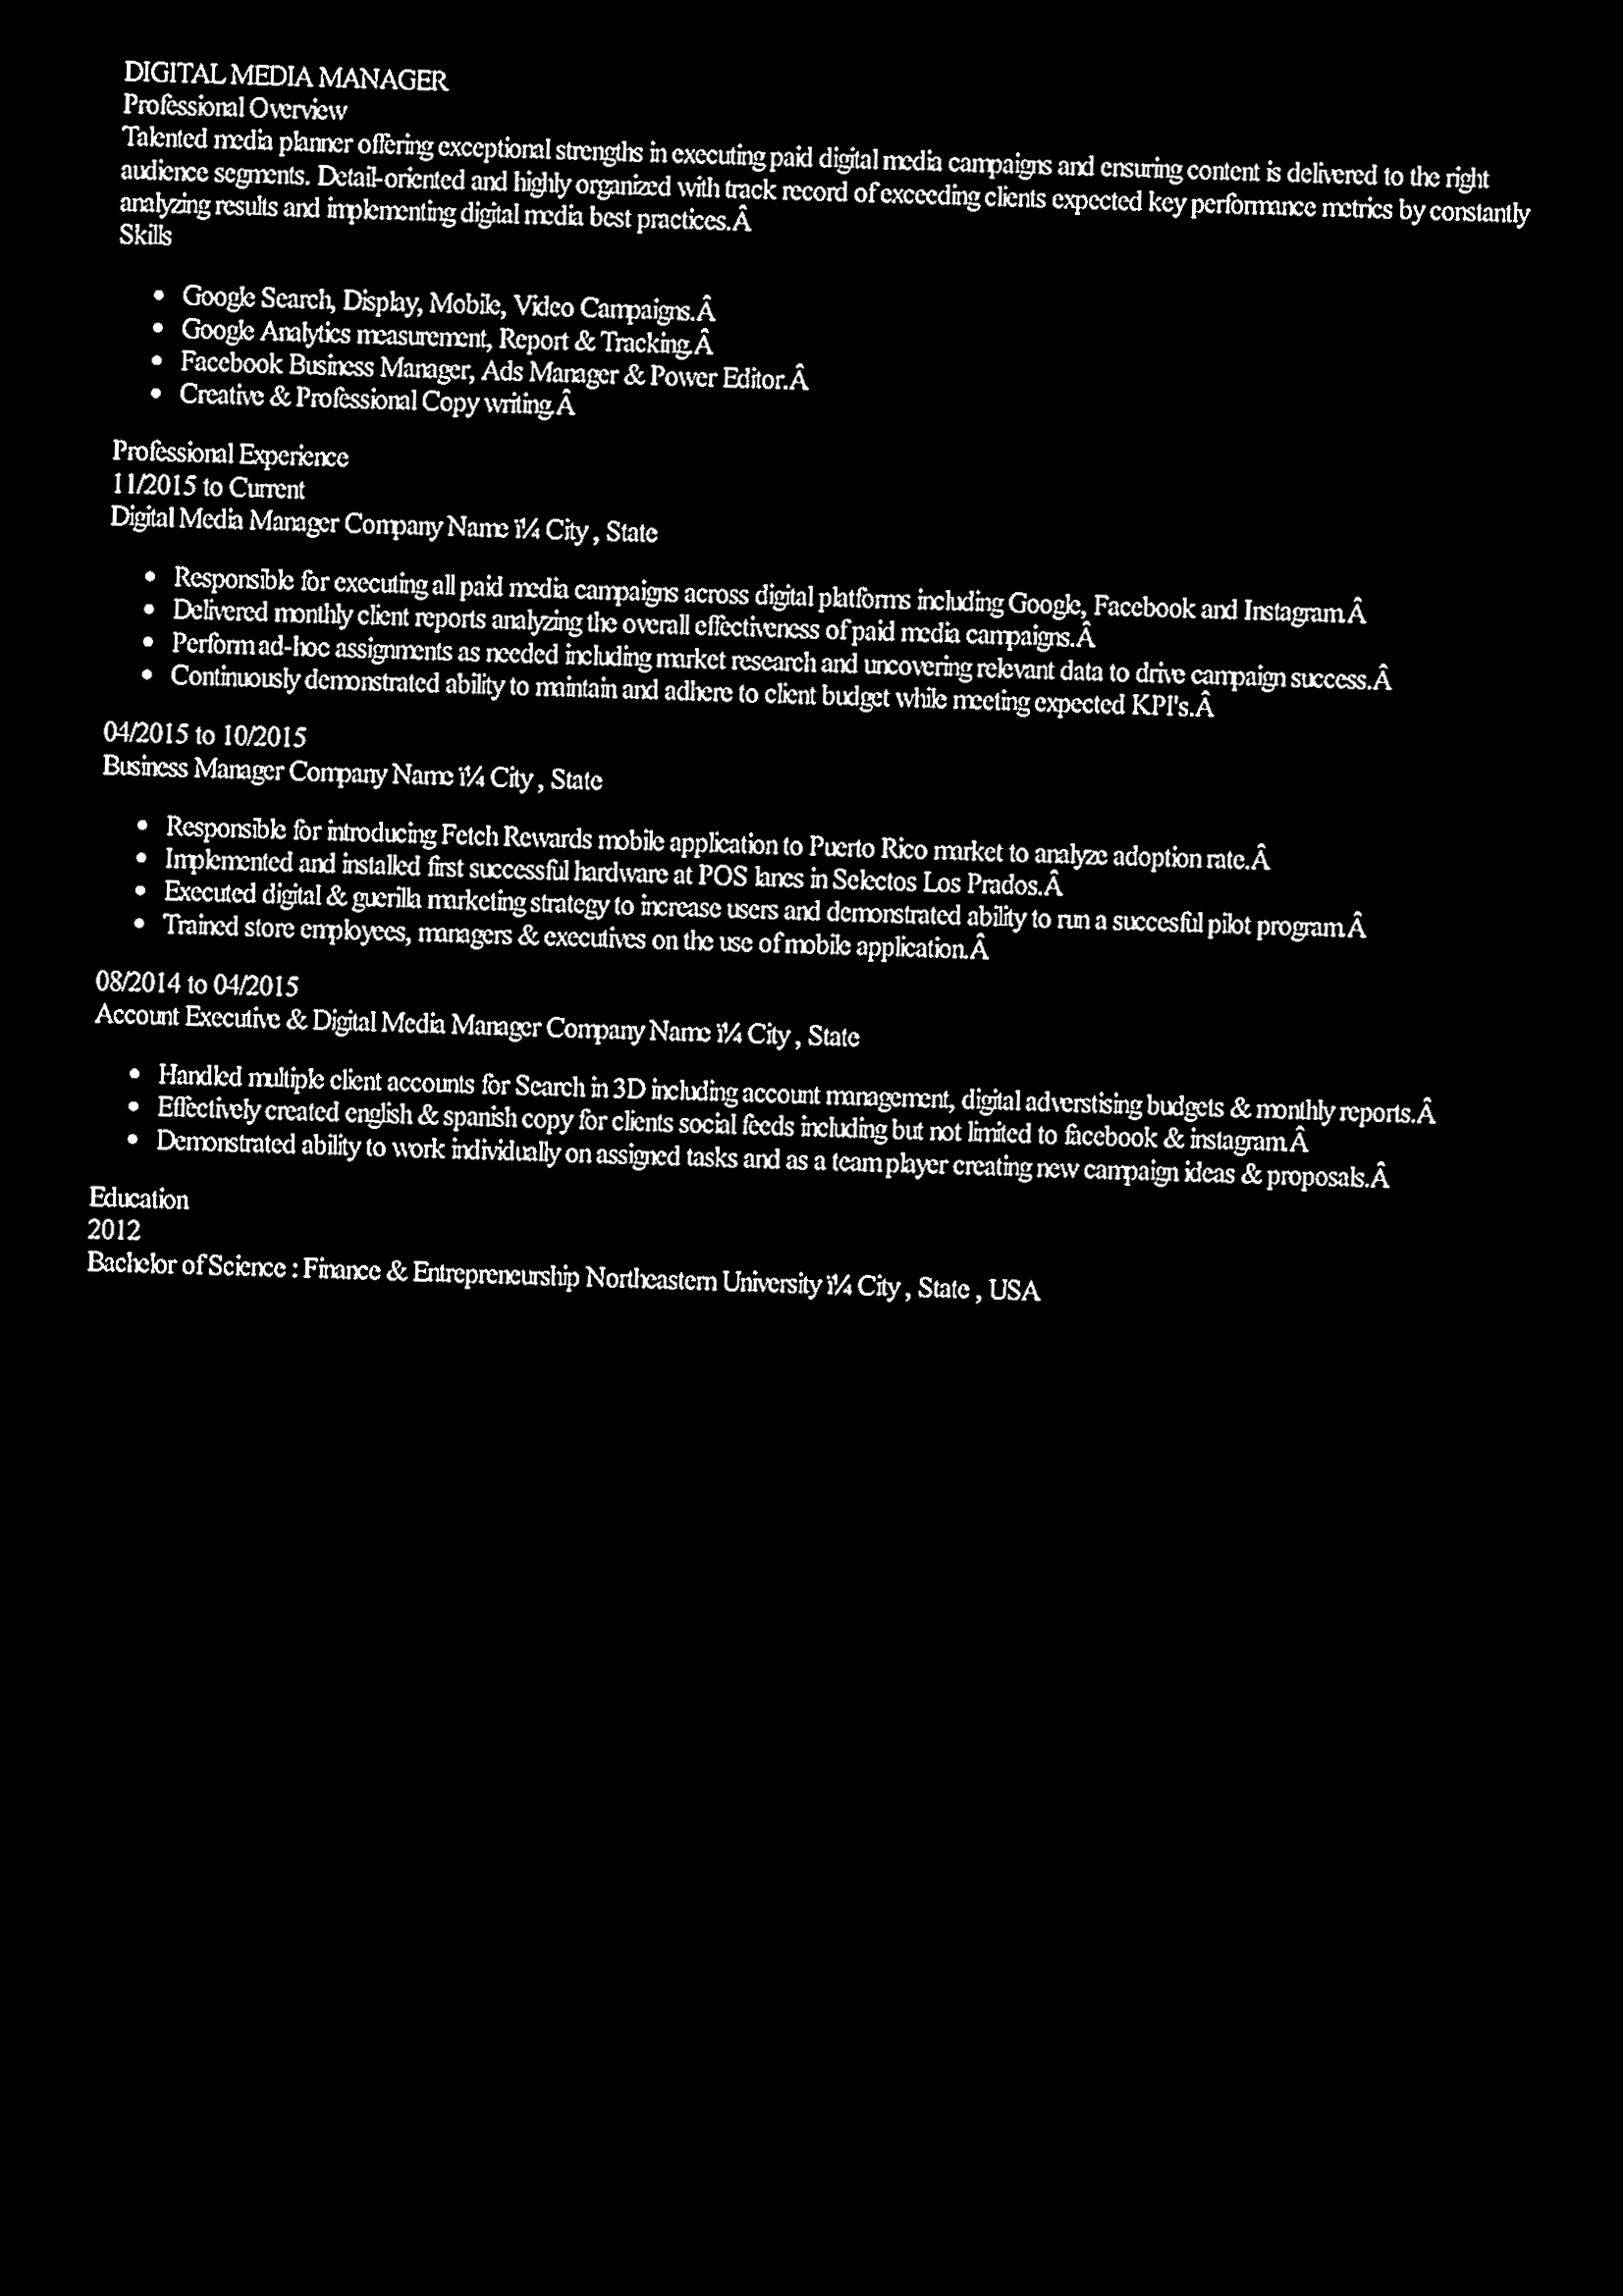 DIGITAL MEDIA MANAGER
Professional Overview
Talented media planner offering exceptional strengths in executing paid digital media campaigns and ensuring content is delivered to the right
audience segments. Detail-oriented and highly organized with track record of exceeding clients expected key performance metrics by constantly
analyzing results and implementing digital media best practices.Â
Skills
• Google Search, Display, Mobile, Video Campaigns.Â
• Google Analytics measurement, Report & Tracking.Â
• Facebook Business Manager, Ads Manager & Power Editor.Â
• Creative & Professional Copy writing.Â
Professional Experience
11/2015 to Current
Digital Media Manager Company Name ï¼ City , State
• Responsible for executing all paid media campaigns across digital platforms including Google, Facebook and Instagram.Â
• Delivered monthly client reports analyzing the overall effectiveness of paid media campaigns.Â
• Perform ad-hoc assignments as needed including market research and uncovering relevant data to drive campaign success.Â
• Continuously demonstrated ability to maintain and adhere to client budget while meeting expected KPI's.Â
04/2015 to 10/2015
Business Manager Company Name ï¼ City , State
• Responsible for introducing Fetch Rewards mobile application to Puerto Rico market to analyze adoption rate.Â
• Implemented and installed first successful hardware at POS lanes in Selectos Los Prados.Â
• Executed digital & guerilla marketing strategy to increase users and demonstrated ability to run a succesful pilot program.Â
• Trained store employees, managers & executives on the use of mobile application.Â
08/2014 to 04/2015
Account Executive & Digital Media Manager Company Name ï¼ City , State
• Handled multiple client accounts for Search in 3D including account management, digital adverstising budgets & monthly reports.Â
• Effectively created english & spanish copy for clients social feeds including but not limited to facebook & instagram.Â
• Demonstrated ability to work individually on assigned tasks and as a team player creating new campaign ideas & proposals.Â
Education
2012
Bachelor of Science : Finance & Entrepreneurship Northeastern University ï¼ City , State , USA